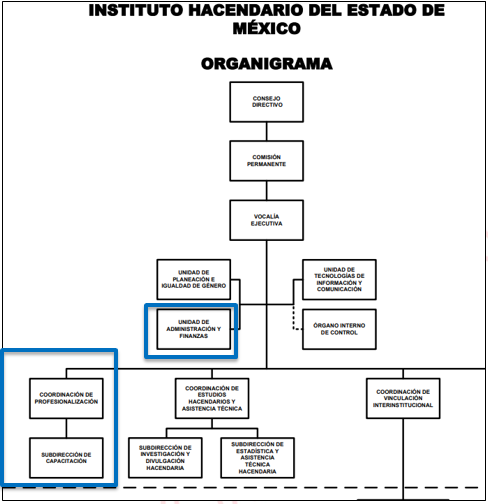 INSTITUTO HACENDARIO DEL ESTADO DE
MÉXICO
ORGANIGRAMA
CONSEJO
DIRECTIVO
COMISIÓN
PERMANENTE
VOCALÍA
EJECUTIVA
UNIDAD DE
PLANEACIÓN E
IGUALDAD DE GÉNERO
UNIDAD DE
TECNOLOGÍAS DE
INFORMACIÓN Y
COMUNICACIÓN
UNIDAD DE
ADMINISTRACIÓN Y
FINANZAS
ÓRGANO INTERNO
DE CONTROL
COORDINACIÓN DE
PROFESIONALIZACIÓN
COORDINACIÓN DE
ESTUDIOS
HACENDARIOS Y
ASISTENCIA TÉCNICA
COORDINACIÓN DE
VINCULACIÓN
INTERINSTITUCIONAL
SUBDIRECCIÓN DE
CAPACITACIÓN
SUBDIRECCIÓN DE
INVESTIGACIÓN Y
DIVULGACIÓN
HACENDARIA
SUBDIRECCIÓN DE
ESTADÍSTICA Y
ASISTENCIA
TÉCNICA
HACENDARIA